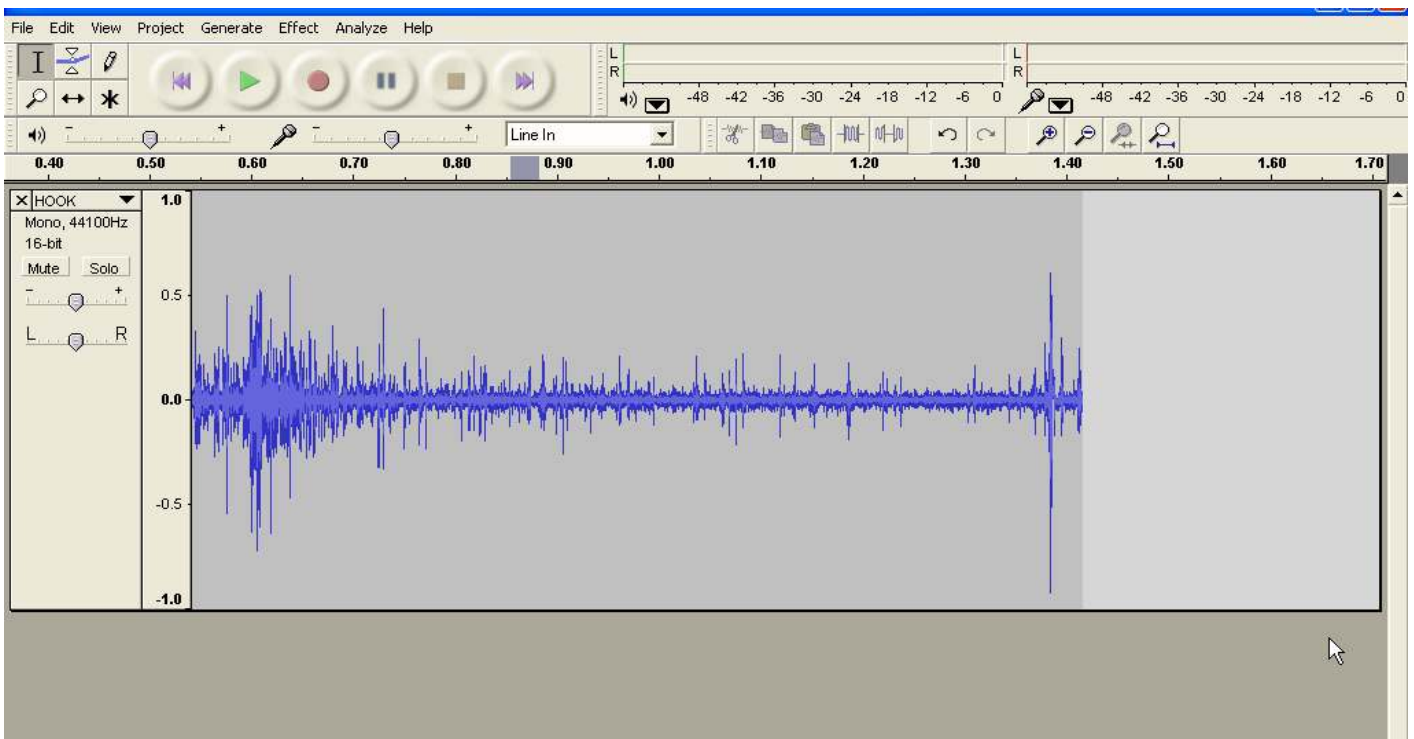 File Edit View Project Generate Effect Analyze Help
L
R
-48 -42 -36 -30 -24 -18 -12 -6 0
L
R
-48 -42 -36 -30 -24 -18 -12 -6 0
- + - + Line In
0.40 0.50 0.60 0.70 0.80 0.90 1.00 1.10 1.20 1.30 1.40 1.50 1.60 1.70
HOOK
Mono, 44100Hz
16-bit
Mute Solo
- +
L R
1.0
0.5
0.0
-0.5
-1.0